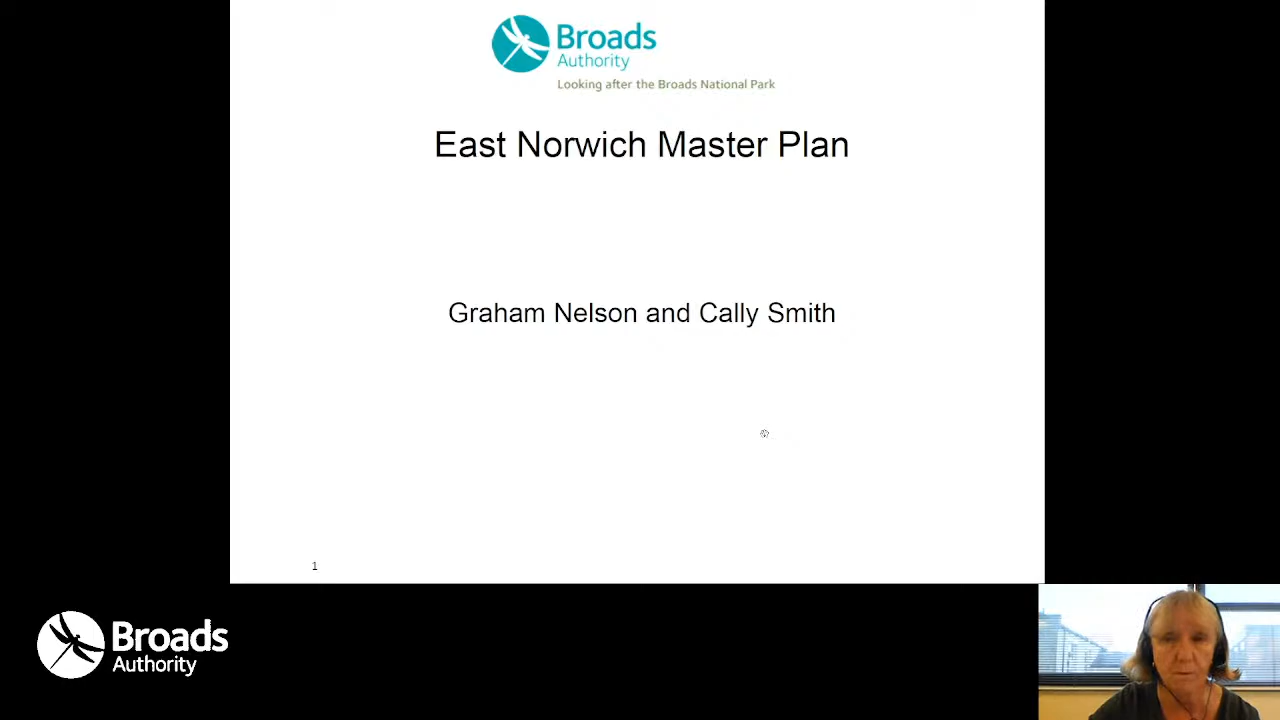 Broads
Authority
Looking after the Broads National Park
East Norwich Master Plan
Graham Nelson and Cally Smith
1
Broads
Authority